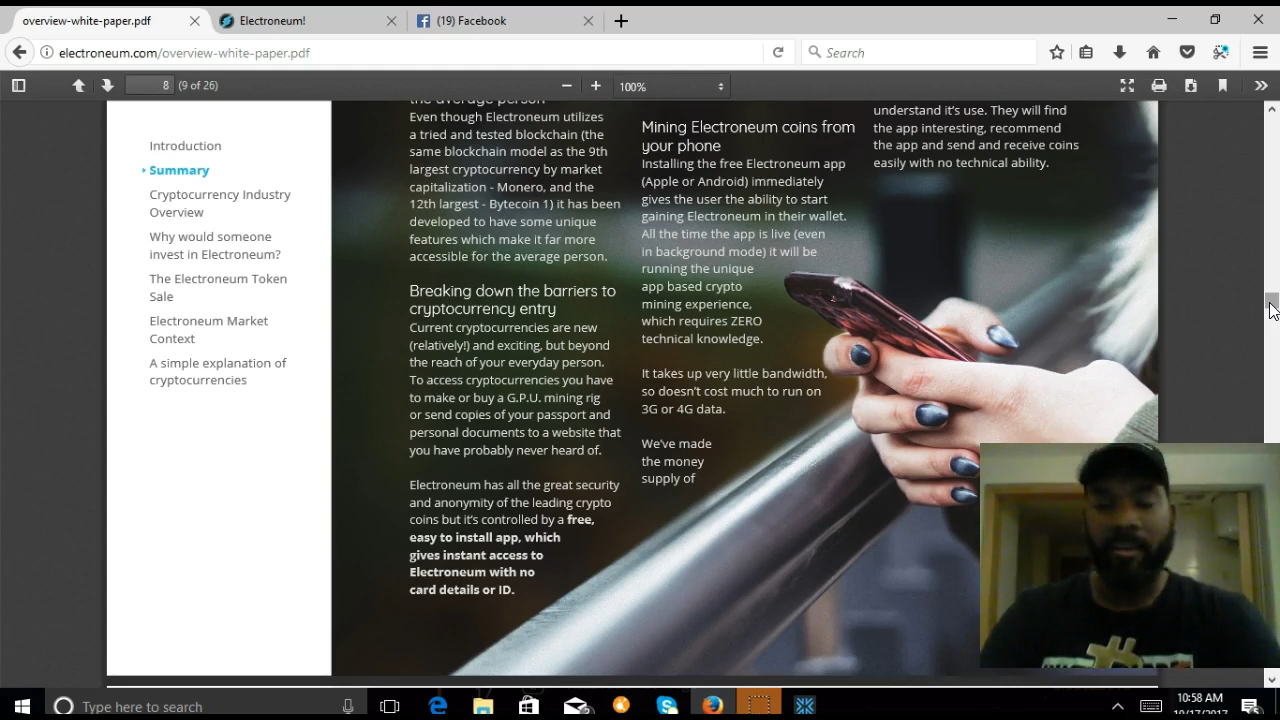 overview-white-paper.pdf
Electroneum!
(19) Facebook
electroneum.com/overview-white-paper.pdf
Search
8 (9 of 26)
100%
Introduction
Summary
Cryptocurrency Industry
Overview
Why would someone
invest in Electroneum?
The Electroneum Token
Sale
Electroneum Market
Context
A simple explanation of
cryptocurrencies
the average person
Even though Electroneum utilizes
a tried and tested blockchain (the
same blockchain model as the 9th
largest cryptocurrency by market
capitalization - Monero, and the
12th largest - Bytecoin 1) it has been
developed to have some unique
features which make it far more
accessible for the average person.
Breaking down the barriers to
cryptocurrency entry
Current cryptocurrencies are new
(relatively!) and exciting, but beyond
the reach of your everyday person.
To access cryptocurrencies you have
to make or buy a G.P.U. mining rig
or send copies of your passport and
personal documents to a website that
you have probably never heard of.
Electroneum has all the great security
and anonymity of the leading crypto
coins but it's controlled by a free,
easy to install app, which
gives instant access to
Electroneum with no
card details or ID.
Mining Electroneum coins from
your phone
Installing the free Electroneum app
(Apple or Android) immediately
gives the user the ability to start
gaining Electroneum in their wallet.
All the time the app is live (even
in background mode) it will be
running the unique
app based crypto
mining experience,
which requires ZERO
technical knowledge.
It takes up very little bandwidth,
so doesn't cost much to run on
3G or 4G data.
We've made
the money
supply of
understand it's use. They will find
the app interesting, recommend
the app and send and receive coins
easily with no technical ability.
Type here to search
10:58 AM
10/17/2017